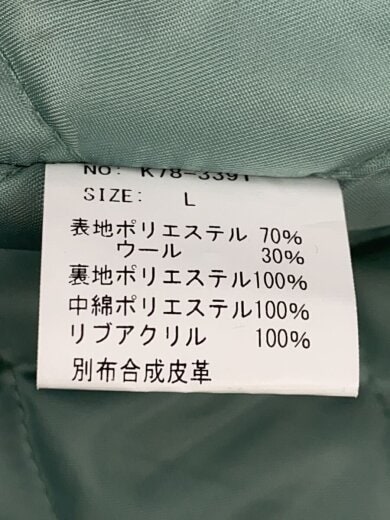 NO: K78-3391
SIZE: L
表地ポリエステル 70%
ウール 30%
裏地ポリエステル100%
中綿ポリエステル100%
リブアクリル 100%
別布合成皮革